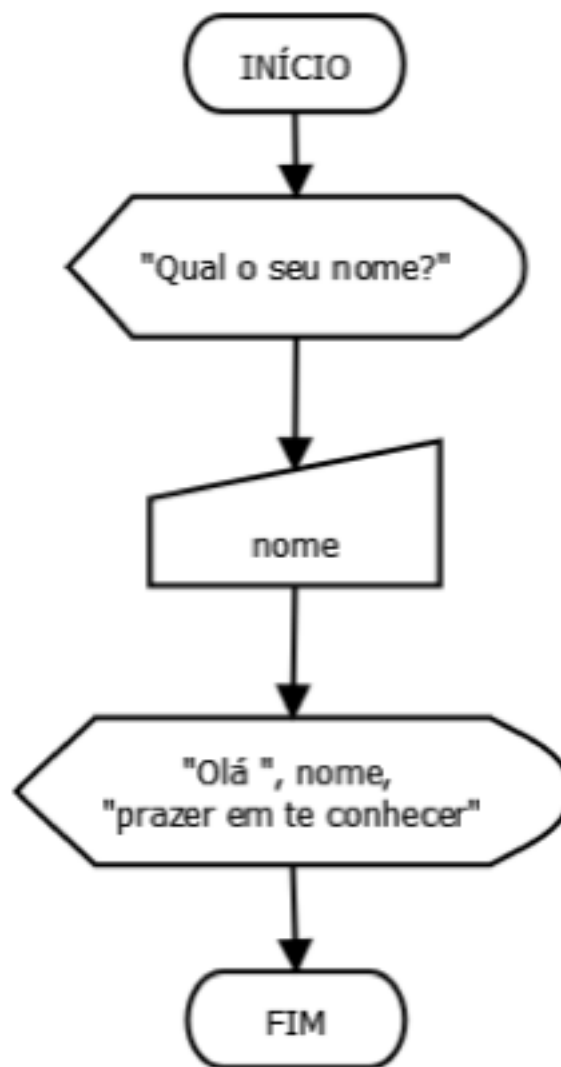 INÍCIO
"Qual o seu nome?"
nome
"Olá ", nome,
"prazer em te conhecer"
FIM